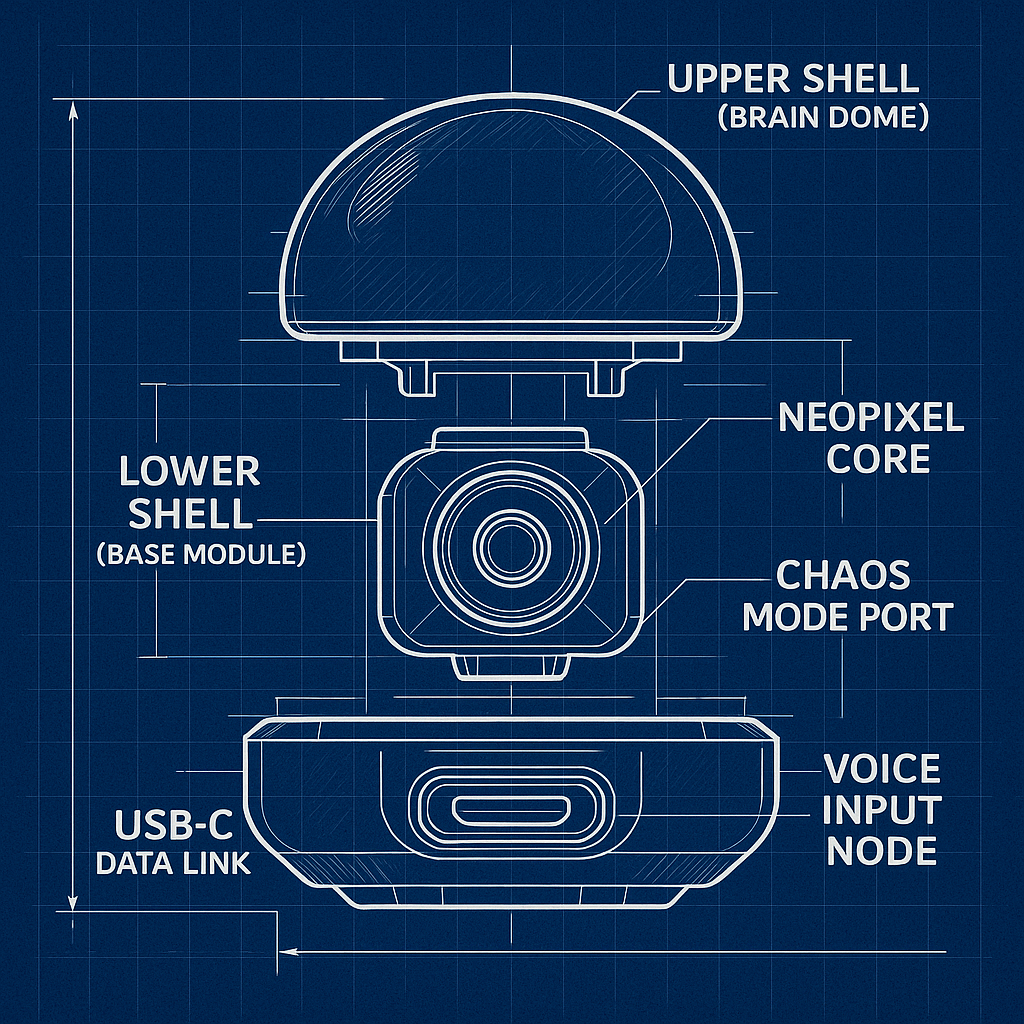 UPPER SHELL
(BRAIN DOME)
NEOPIXEL
CORE
LOWER
SHELL
(BASE MODULE)
CHAOS
MODE PORT
VOICE
INPUT
NODE
USB-C
DATA LINK